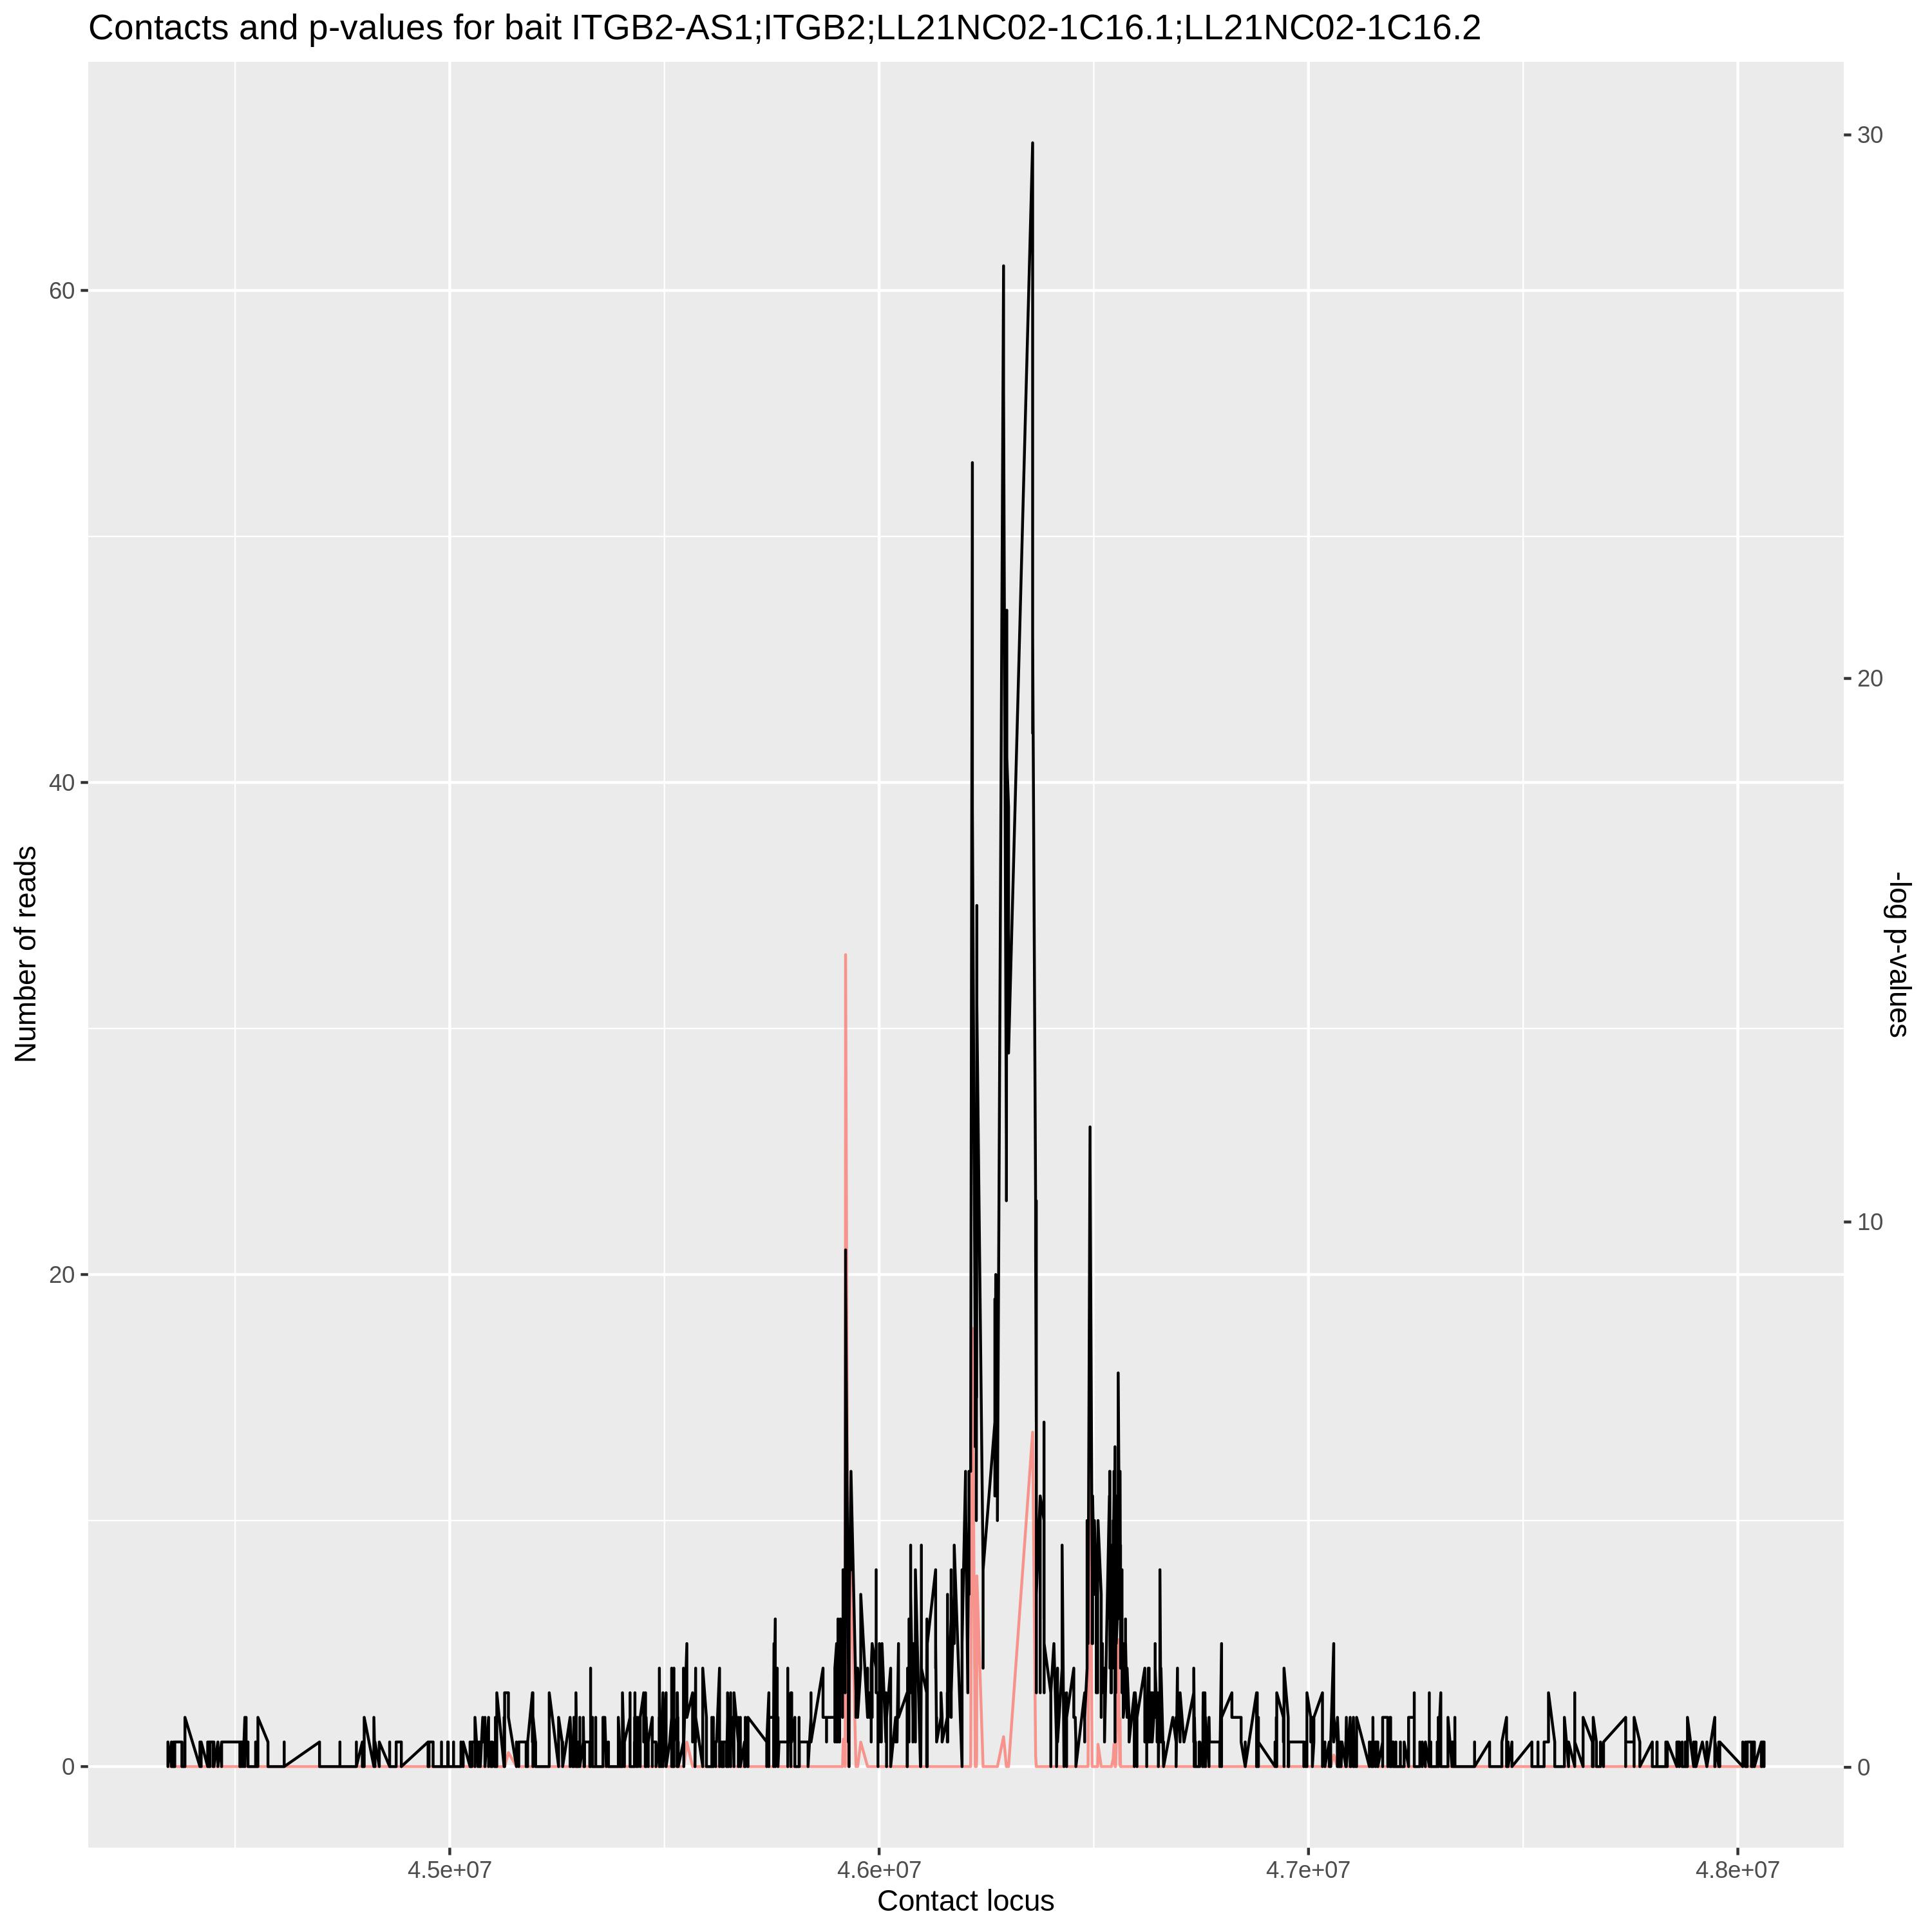 Contacts and p-values for bait ITGB2-AS1;ITGB2;LL21NC02-1C16.1;LL21NC02-1C16.2
30
60
20
40
Number of reads
-log p-values
10
20
0
0
4.5e+07
4.6e+07
4.7e+07
4.8e+07
Contact locus